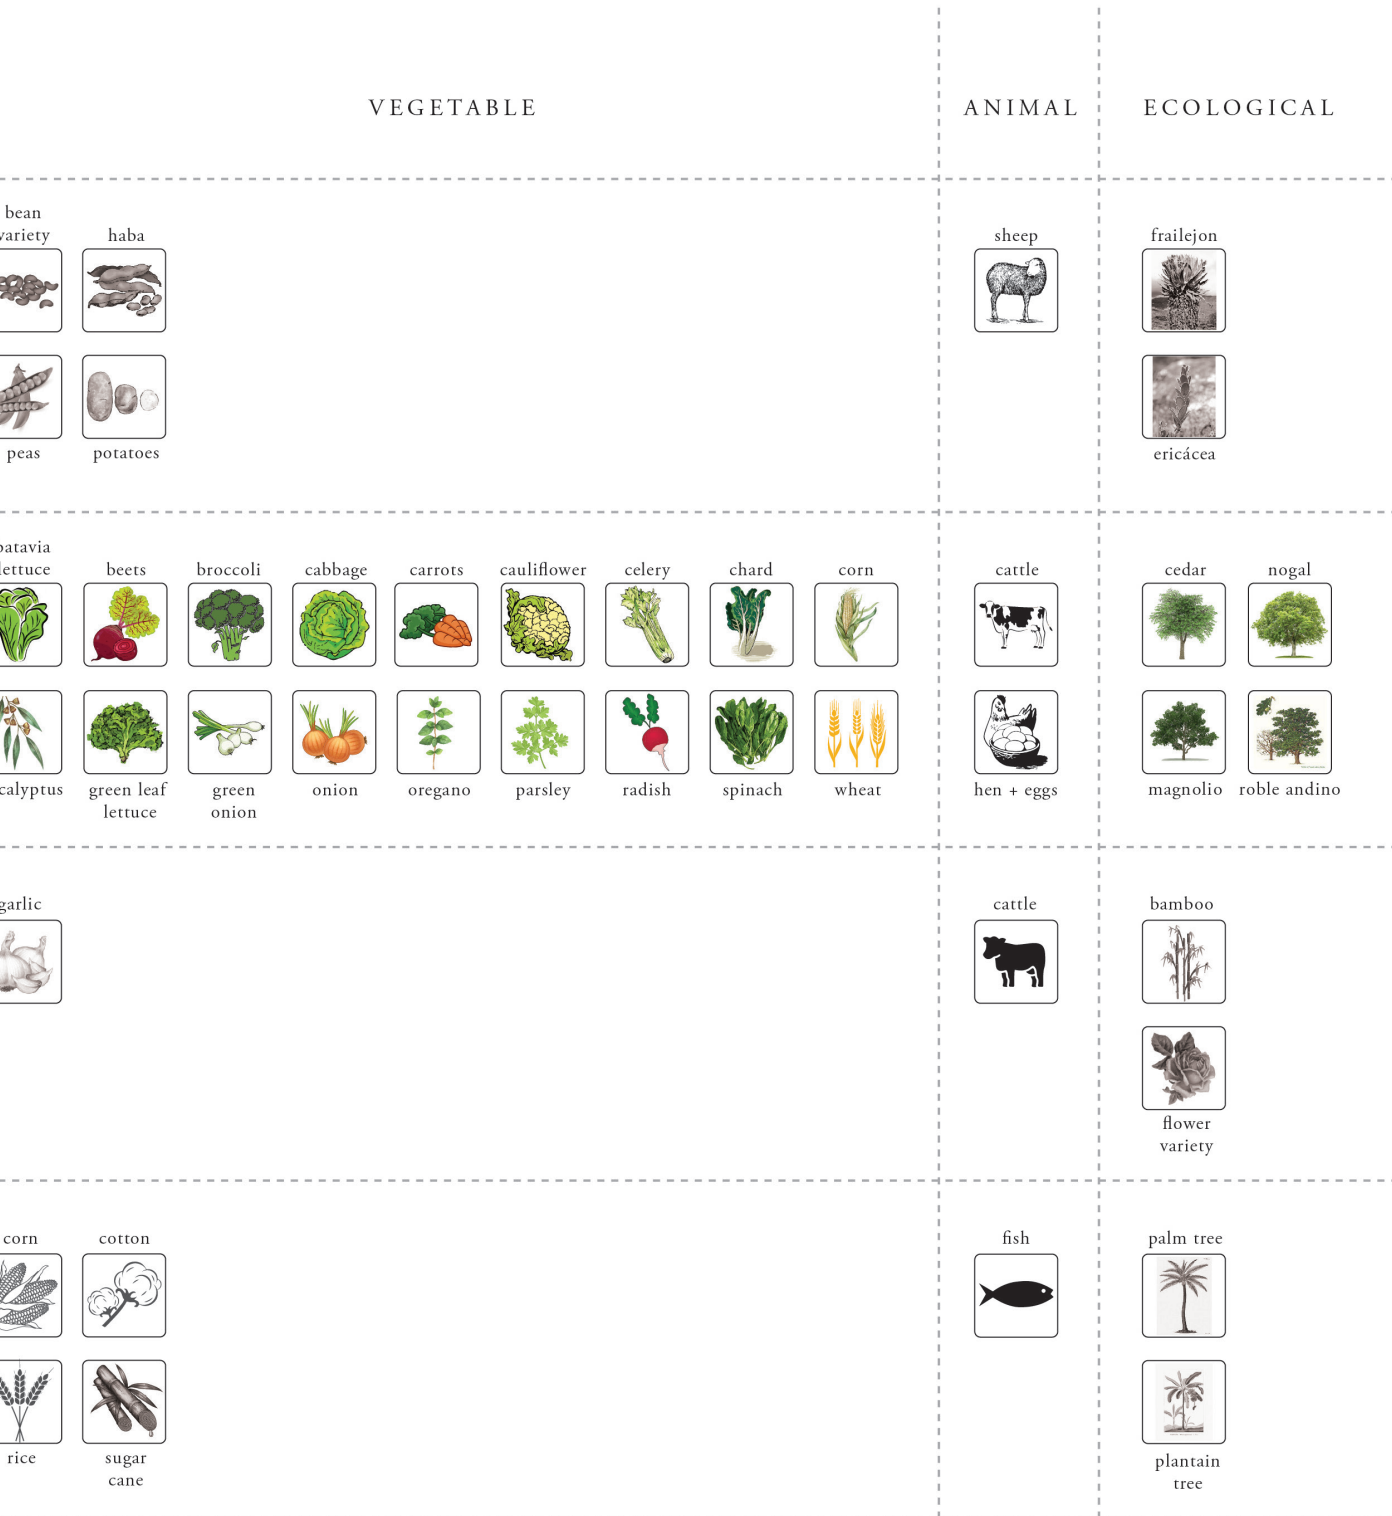 VEGETABLE
ANIMAL
ECOLOGICAL
bean
variety
haba
sheep
frailejon
peas
potatoes
ericácea
batavia
lettuce
beets
broccoli
cabbage
carrots
cauliflower
celery
chard
corn
cattle
cedar
nogal
calyptus
green leaf
lettuce
green
onion
onion
oregano
parsley
radish
spinach
wheat
hen + eggs
magnolio
roble andino
garlic
cattle
bamboo
flower
variety
corn
cotton
fish
palm tree
rice
sugar
cane
plantain
tree